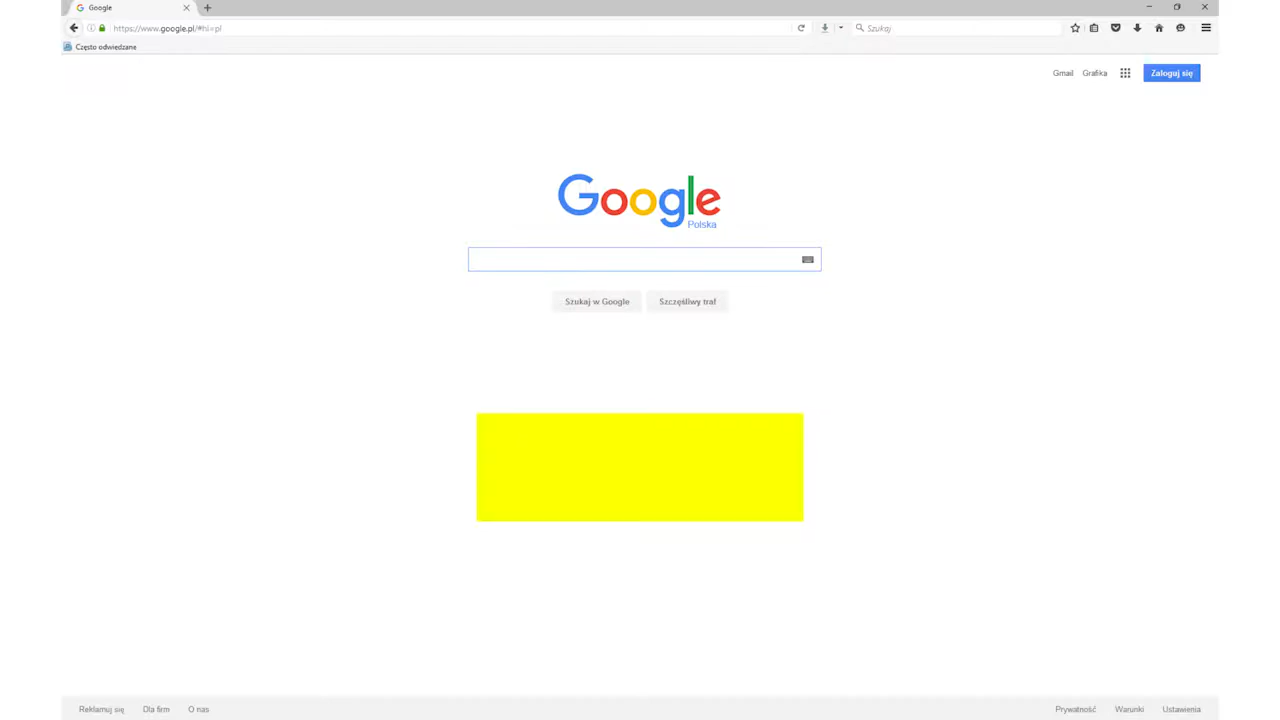 Google
https://www.google.pl/#hl=pl
Szukaj
Często odwiedzane
Gmail Grafika Zaloguj się
Google
Polska
Szukaj w Google Szczęśliwy traf
Reklamuj się Dla firm O nas Prywatność Warunki Ustawienia